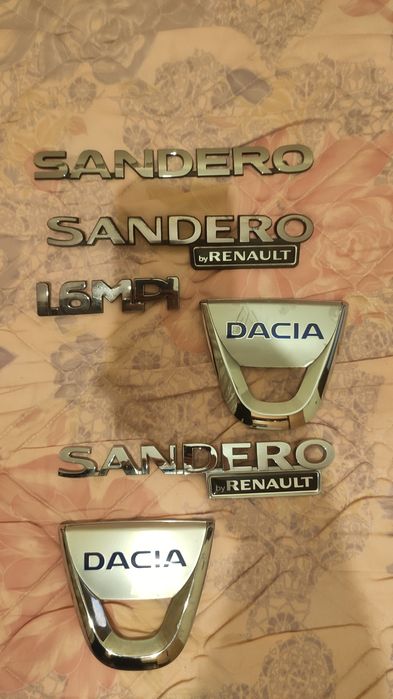 SANDERO
SANDERO
by RENAULT
1.6MPI
DACIA
SANDERO
by RENAULT
DACIA